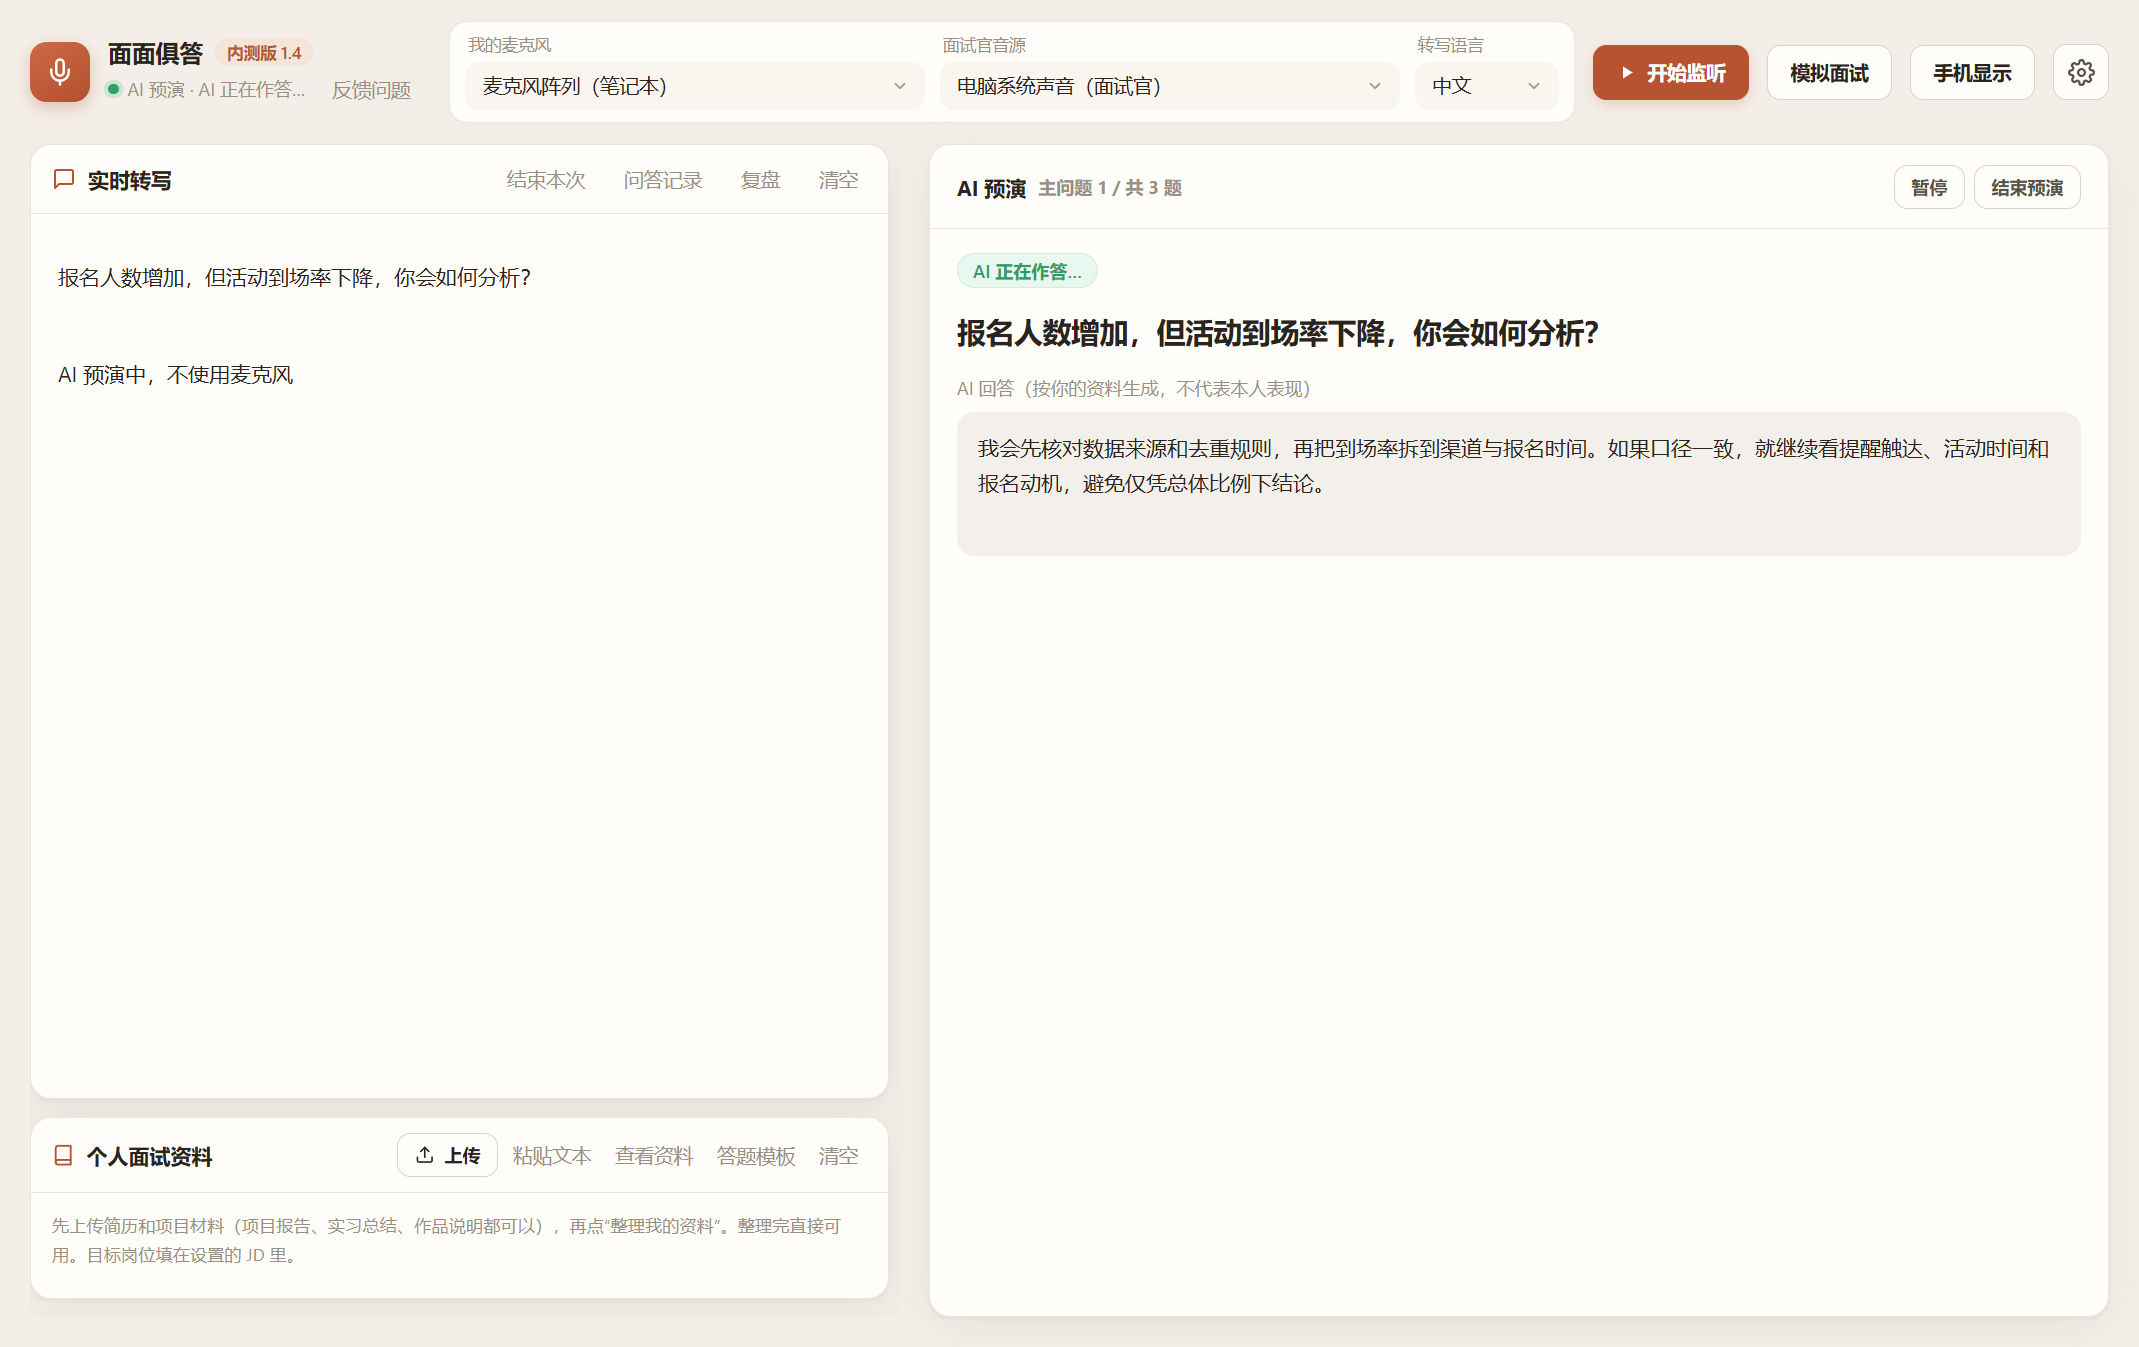 面面俱答 内测版 1.4
AI 预演 · AI 正在作答... 反馈问题
我的麦克风
麦克风阵列（笔记本）
面试官音源
电脑系统声音（面试官）
转写语言
中文
开始监听
模拟面试
手机显示
实时转写 结束本次 问答记录 复盘 清空
报名人数增加，但活动到场率下降，你会如何分析？
AI 预演中，不使用麦克风
个人面试资料 上传 粘贴文本 查看资料 答题模板 清空
先上传简历和项目材料（项目报告、实习总结、作品说明都可以），再点“整理我的资料”。整理完直接可
用。目标岗位填在设置的 JD 里。
AI 预演 主问题 1 / 共 3 题 暂停 结束预演
AI 正在作答...
报名人数增加，但活动到场率下降，你会如何分析？
AI 回答（按你的资料生成，不代表本人表现）
我会先核对数据来源和去重规则，再把到场率拆到渠道与报名时间。如果口径一致，就继续看提醒触达、活动时间和
报名动机，避免仅凭总体比例下结论。